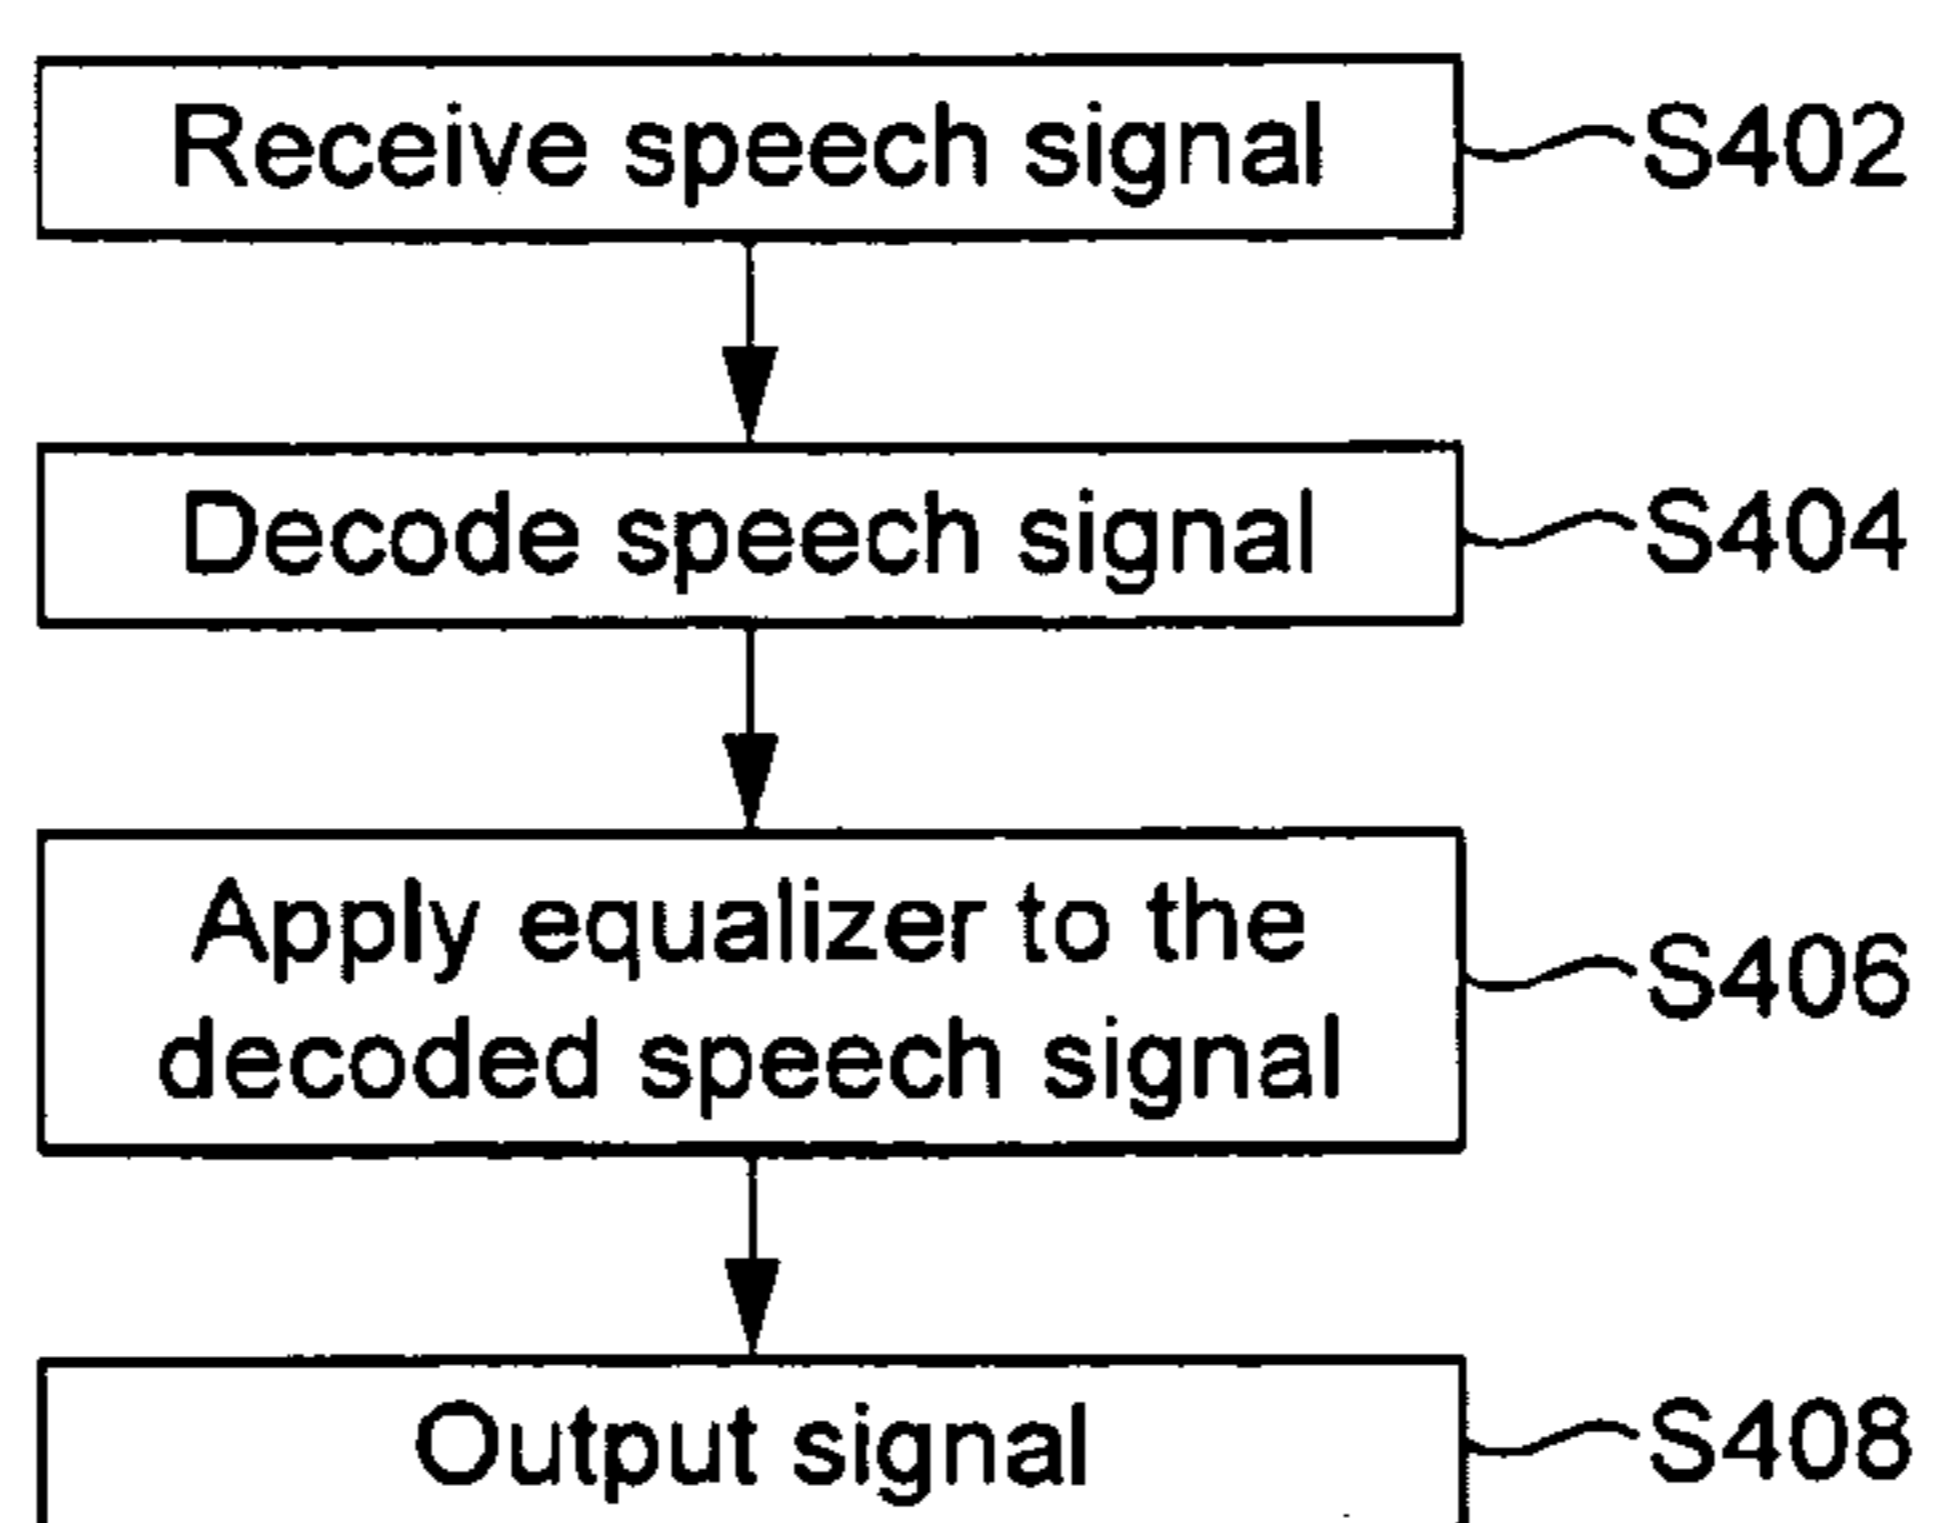 Receive speech signal
S402
Decode speech signal
S404
Apply equalizer to the
decoded speech signal
S406
Output signal
S408